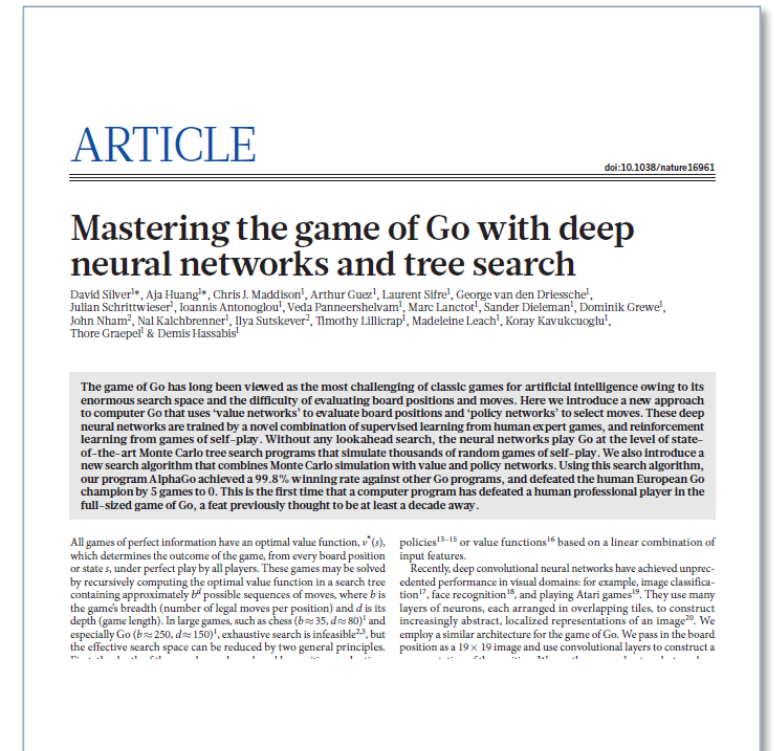 ARTICLE
doi:10.1038/nature16961
Mastering the game of Go with deep
neural networks and tree search
David Silver¹*, Aja Huang¹*, Chris J. Maddison¹, Arthur Guez¹, Laurent Sifre¹, George van den Driessche¹,
Julian Schrittwieser¹, Ioannis Antonoglou¹, Veda Panneershelvam¹, Marc Lanctot¹, Sander Dieleman¹, Dominik Grewe¹,
John Nham², Nal Kalchbrenner¹, Ilya Sutskever², Timothy Lillicrap¹, Madeleine Leach¹, Koray Kavukcuoglu¹,
Thore Graepel¹ & Demis Hassabis¹
The game of Go has long been viewed as the most challenging of classic games for artificial intelligence owing to its
enormous search space and the difficulty of evaluating board positions and moves. Here we introduce a new approach
to computer Go that uses ‘value networks’ to evaluate board positions and ‘policy networks’ to select moves. These deep
neural networks are trained by a novel combination of supervised learning from human expert games, and reinforcement
learning from games of self-play. Without any lookahead search, the neural networks play Go at the level of state-
of-the-art Monte Carlo tree search programs that simulate thousands of random games of self-play. We also introduce a
new search algorithm that combines Monte Carlo simulation with value and policy networks. Using this search algorithm,
our program AlphaGo achieved a 99.8% winning rate against other Go programs, and defeated the human European Go
champion by 5 games to 0. This is the first time that a computer program has defeated a human professional player in the
full-sized game of Go, a feat previously thought to be at least a decade away.
All games of perfect information have an optimal value function, v*(s),
which determines the outcome of the game, from every board position
or state s, under perfect play by all players. These games may be solved
by recursively computing the optimal value function in a search tree
containing approximately bᵈ possible sequences of moves, where b is
the game's breadth (number of legal moves per position) and d is its
depth (game length). In large games, such as chess (b≈35, d≈80)¹ and
especially Go (b≈250, d≈150)¹, exhaustive search is infeasible²,³, but
the effective search space can be reduced by two general principles.
policies¹³⁻¹⁵ or value functions¹⁶ based on a linear combination of
input features.
Recently, deep convolutional neural networks have achieved unprec-
edented performance in visual domains: for example, image classifica-
tion¹⁷, face recognition¹⁸, and playing Atari games¹⁹. They use many
layers of neurons, each arranged in overlapping tiles, to construct
increasingly abstract, localized representations of an image²⁰. We
employ a similar architecture for the game of Go. We pass in the board
position as a 19 × 19 image and use convolutional layers to construct a